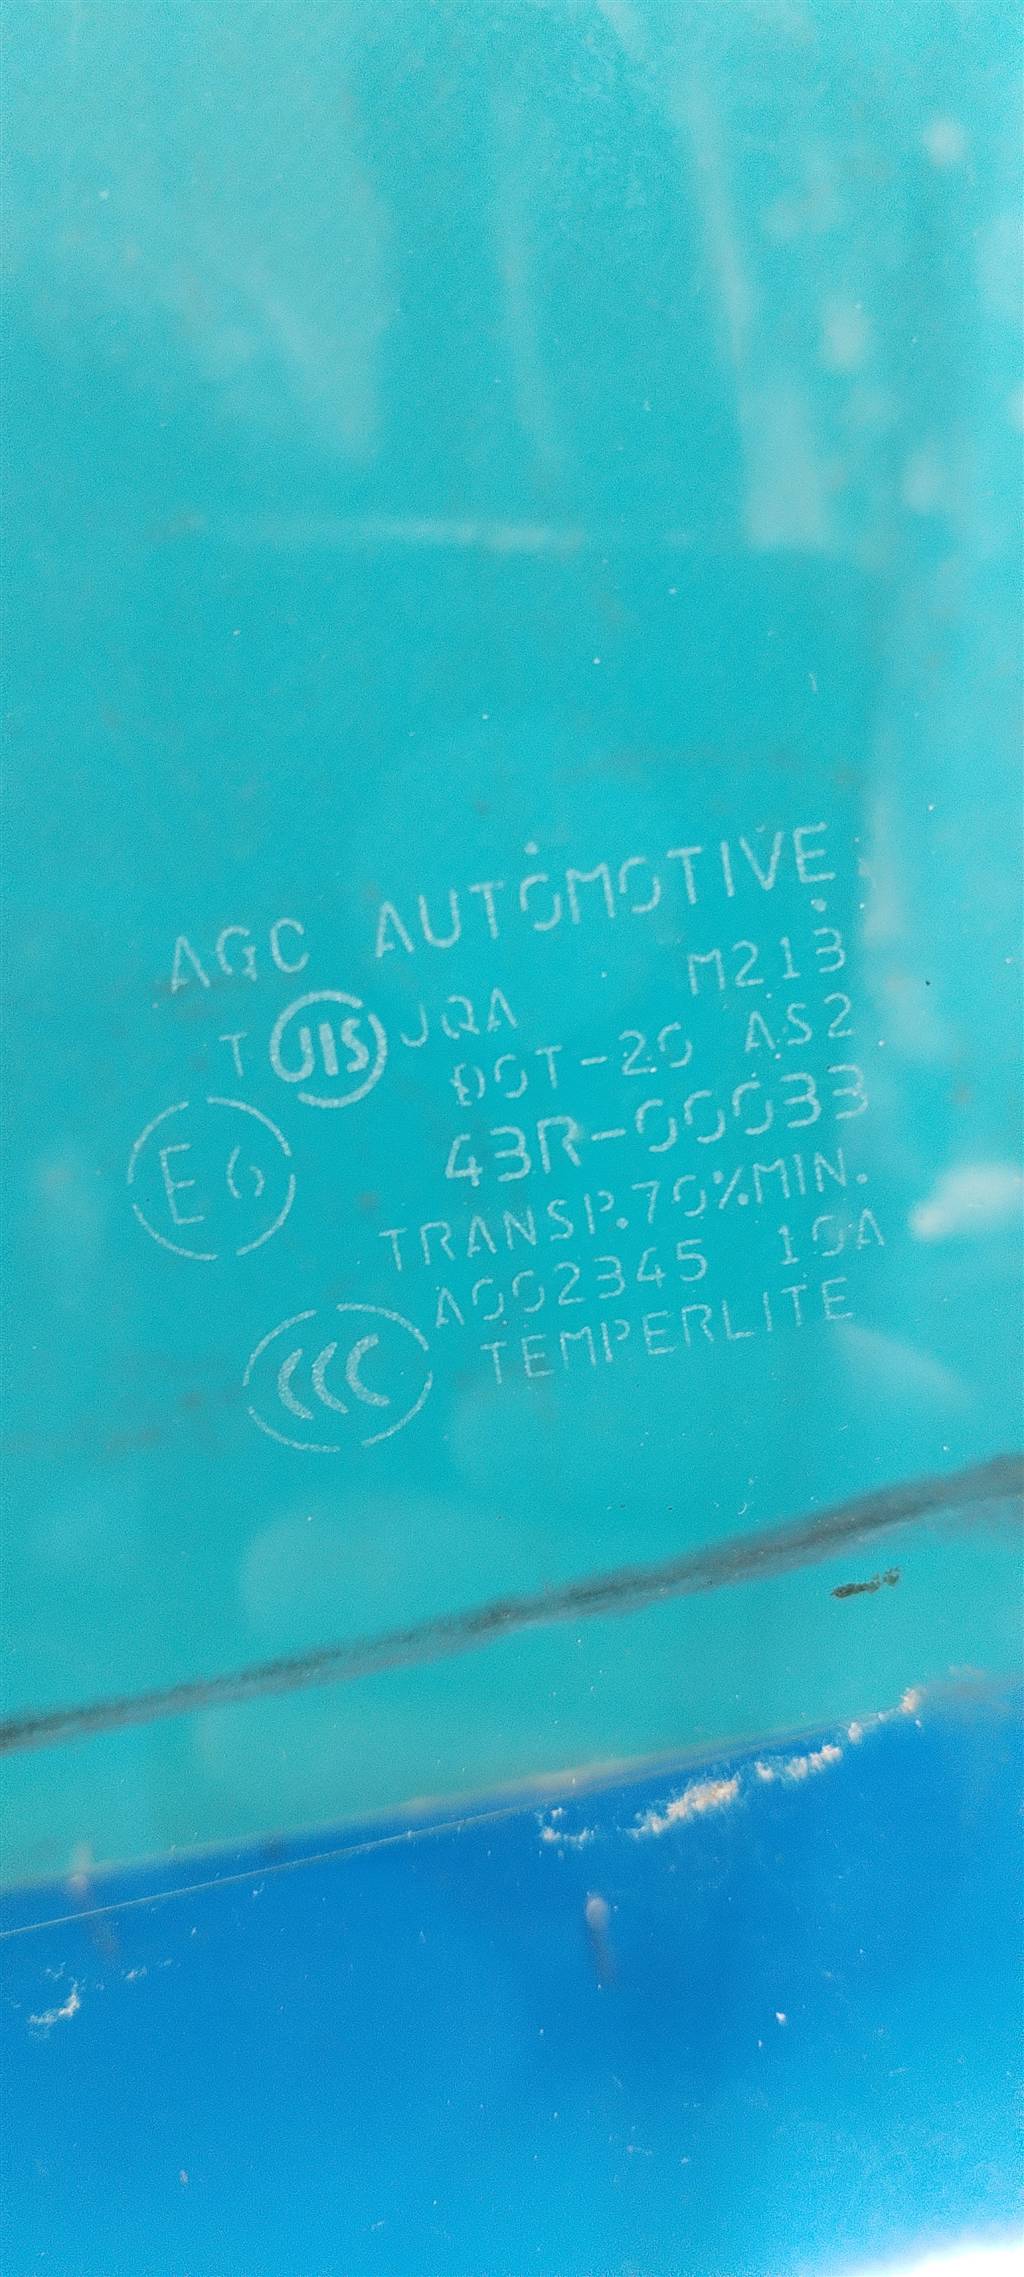 AGC AUTOMOTIVE
M213
T JIS JQA
DOT-20 AS2
E6
43R-00033
TRANSP.70%MIN.
A002345 10A
CCC
TEMPERLITE